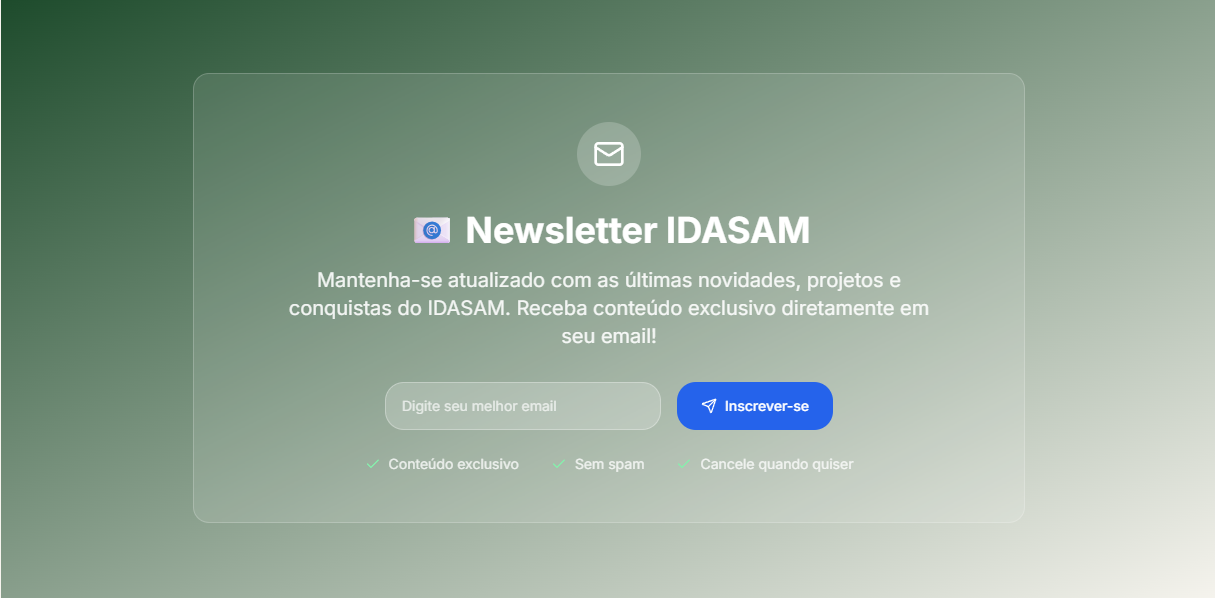 📧 Newsletter IDASAM
Mantenha-se atualizado com as últimas novidades, projetos e
conquistas do IDASAM. Receba conteúdo exclusivo diretamente em
seu email!
Digite seu melhor email
Inscrever-se
Conteúdo exclusivo
Sem spam
Cancele quando quiser